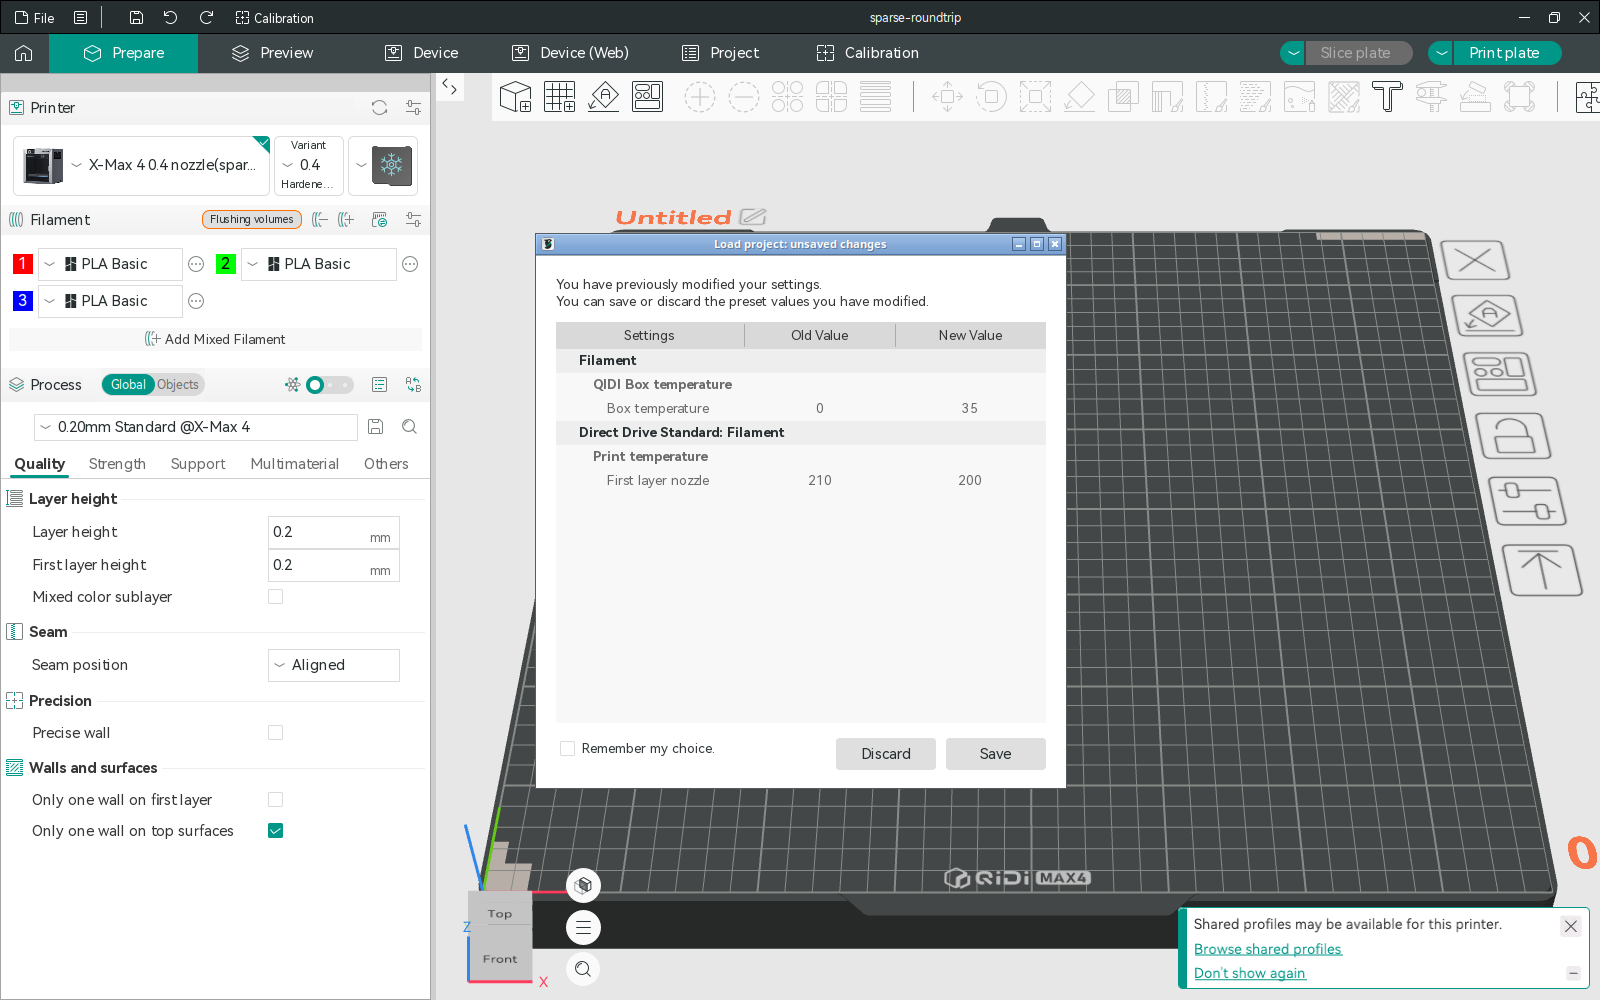 File
Calibration
sparse-roundtrip
Prepare
Preview
Device
Device (Web)
Project
Calibration
Slice plate
Print plate
Printer
X-Max 4 0.4 nozzle(spar...
Variant
0.4
Hardene...
Filament
Flushing volumes
1 PLA Basic
2 PLA Basic
3 PLA Basic
Add Mixed Filament
Process
Global Objects
0.20mm Standard @X-Max 4
Quality
Strength
Support
Multimaterial
Others
Layer height
Layer height 0.2 mm
First layer height 0.2 mm
Mixed color sublayer
Seam
Seam position Aligned
Precision
Precise wall
Walls and surfaces
Only one wall on first layer
Only one wall on top surfaces
Untitled
Load project: unsaved changes
You have previously modified your settings.
You can save or discard the preset values you have modified.
Settings Old Value New Value
Filament
QIDI Box temperature
Box temperature 0 35
Direct Drive Standard: Filament
Print temperature
First layer nozzle 210 200
Remember my choice.
Discard
Save
QIDI MAX4
0
Top
Front
Z
X
Shared profiles may be available for this printer.
Browse shared profiles
Don't show again